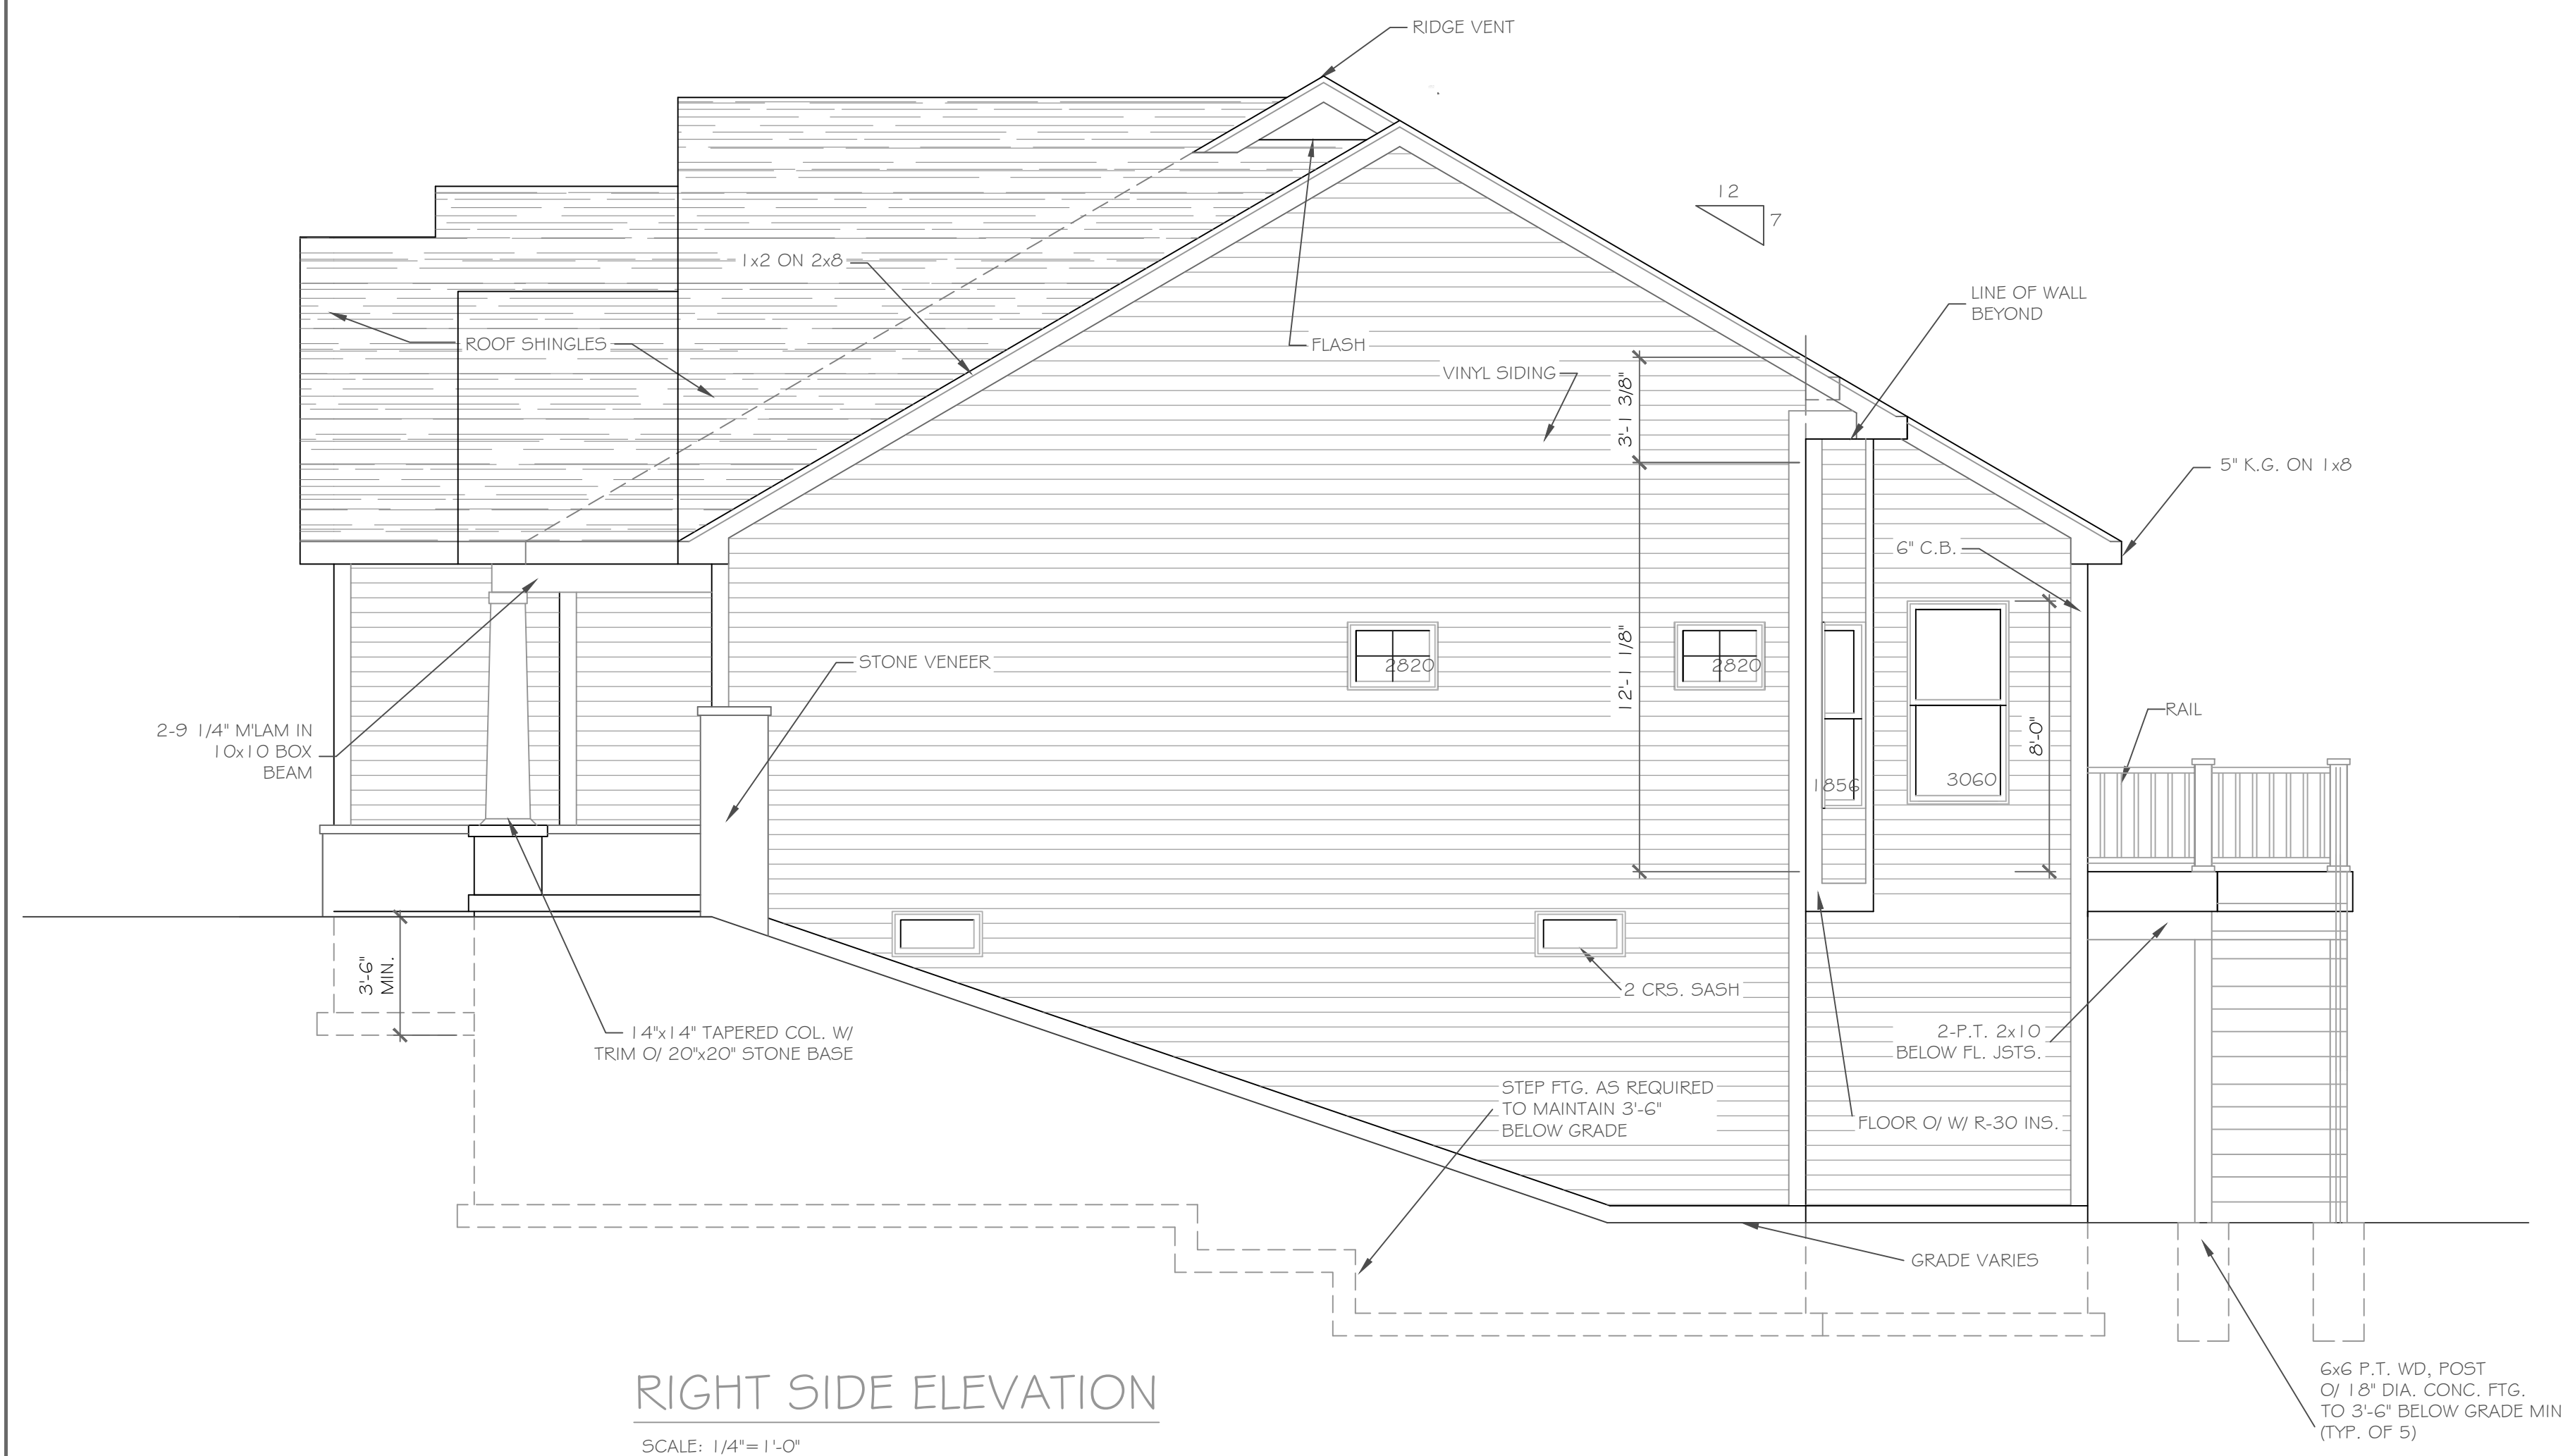 RIDGE VENT
12
7
1x2 ON 2x8
LINE OF WALL
BEYOND
ROOF SHINGLES
FLASH
VINYL SIDING
3'-1 3/8"
5" K.G. ON 1x8
6" C.B.
STONE VENEER
2820
2820
12'-1 1/8"
1856
3060
8'-0"
RAIL
2-9 1/4" M'LAM IN
10x10 BOX
BEAM
3'-6"
MIN.
2 CRS. SASH
14"x14" TAPERED COL. W/
TRIM O/ 20"x20" STONE BASE
2-P.T. 2x10
BELOW FL. JSTS.
STEP FTG. AS REQUIRED
TO MAINTAIN 3'-6"
BELOW GRADE
FLOOR O/ W/ R-30 INS.
GRADE VARIES
6x6 P.T. WD, POST
O/ 18" DIA. CONC. FTG.
TO 3'-6" BELOW GRADE MIN
(TYP. OF 5)
RIGHT SIDE ELEVATION
SCALE: 1/4"=1'-0"